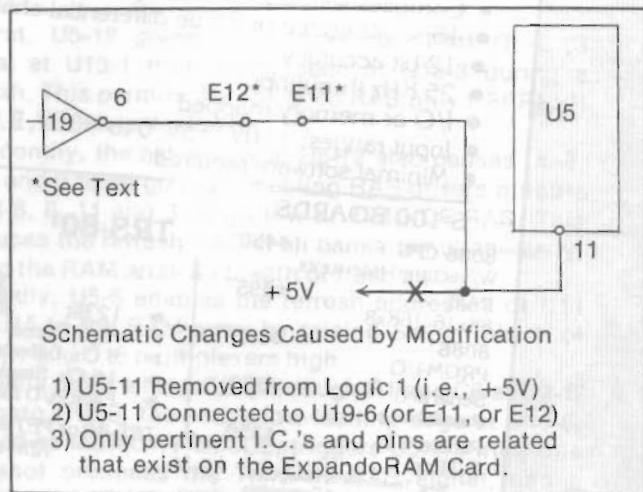 6
E12* E11*
19
U5
*See Text
11
+5V
X
Schematic Changes Caused by Modification
1) U5-11 Removed from Logic 1 (i.e., +5V)
2) U5-11 Connected to U19-6 (or E11, or E12)
3) Only pertinent I.C.'s and pins are related
that exist on the ExpandoRAM Card.